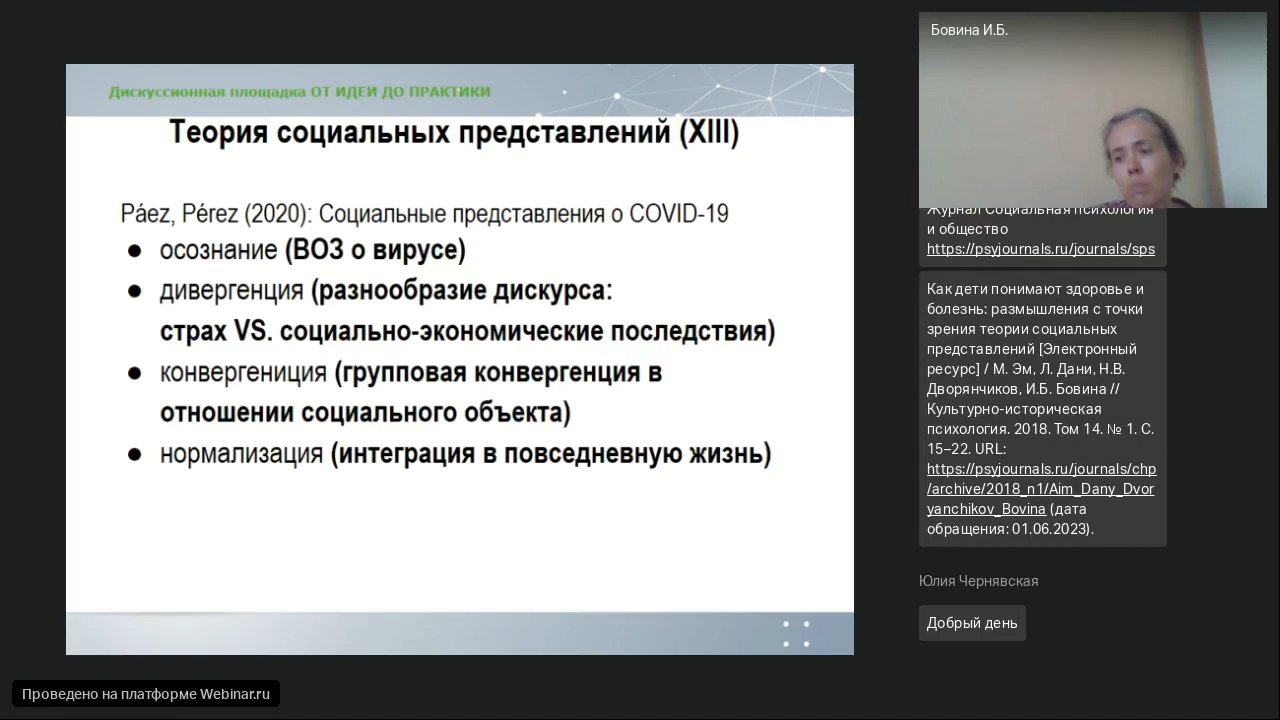 Дискуссионная площадка ОТ ИДЕИ ДО ПРАКТИКИ
Теория социальных представлений (XIII)
Páez, Pérez (2020): Социальные представления о COVID-19
● осознание (ВОЗ о вирусе)
● дивергенция (разнообразие дискурса:
страх VS. социально-экономические последствия)
● конвергениция (групповая конвергенция в
отношении социального объекта)
● нормализация (интеграция в повседневную жизнь)
Бовина И.Б.
Журнал Социальная психология
и общество
https://psyjournals.ru/journals/sps
Как дети понимают здоровье и
болезнь: размышления с точки
зрения теории социальных
представлений [Электронный
ресурс] / М. Эм, Л. Дани, Н.В.
Дворянчиков, И.Б. Бовина //
Культурно-историческая
психология. 2018. Том 14. № 1. С.
15–22. URL:
https://psyjournals.ru/journals/chp
/archive/2018_n1/Aim_Dany_Dvor
yanchikov_Bovina (дата
обращения: 01.06.2023).
Юлия Чернявская
Добрый день
Проведено на платформе Webinar.ru